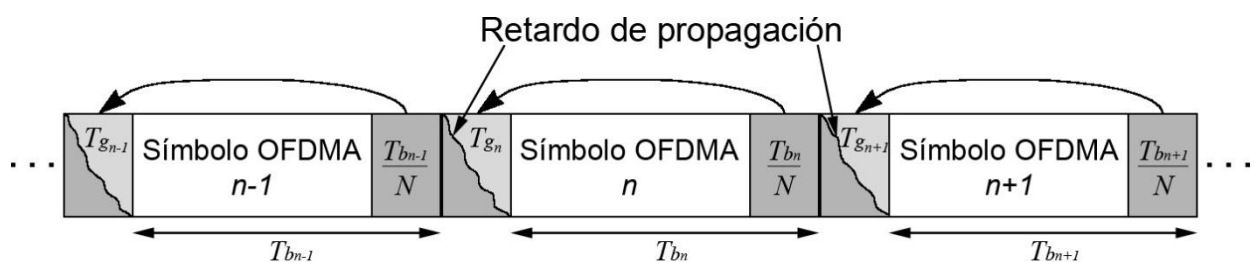 Retardo de propagación
... Tgn-1 Símbolo OFDMA Tbn-1 Tgn Símbolo OFDMA Tbn Tgn+1 Símbolo OFDMA Tbn+1 ...
n-1 N n N n+1 N
Tbn-1 Tbn Tbn+1